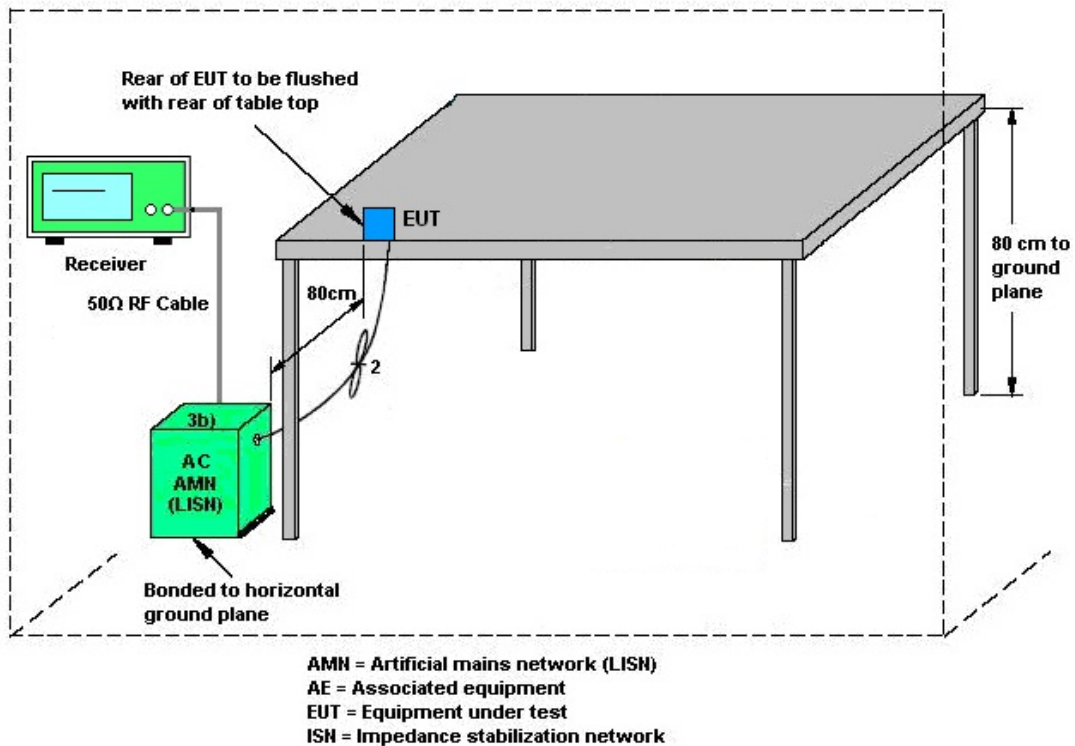 Rear of EUT to be flushed
with rear of table top
EUT
Receiver
50Ω RF Cable
80cm
80 cm to
ground
plane
2
3b)
AC
AMN
(LISN)
Bonded to horizontal
ground plane
AMN = Artificial mains network (LISN)
AE = Associated equipment
EUT = Equipment under test
ISN = Impedance stabilization network